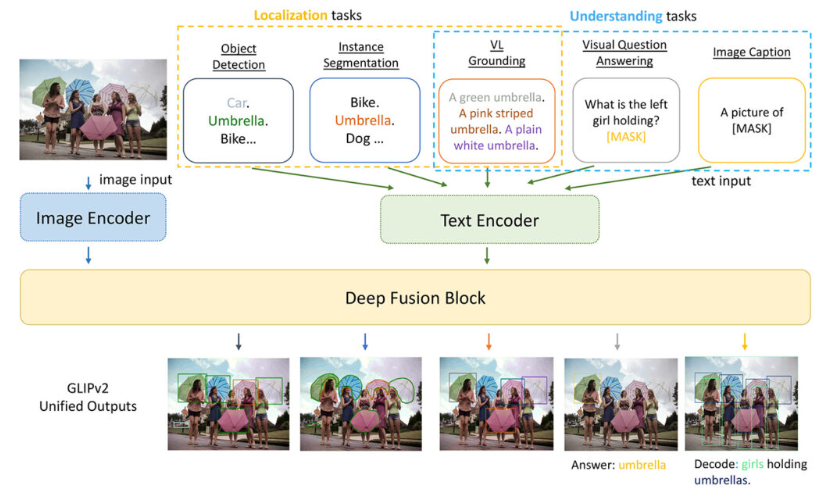 Localization tasks
Understanding tasks
Object
Detection
Instance
Segmentation
VL
Grounding
Visual Question
Answering
Image Caption
Car.
Umbrella.
Bike...
Bike.
Umbrella.
Dog ...
A green umbrella.
A pink striped
umbrella. A plain
white umbrella.
What is the left
girl holding?
[MASK]
A picture of
[MASK]
image input
text input
Image Encoder
Text Encoder
Deep Fusion Block
GLIPv2
Unified Outputs
Answer: umbrella
Decode: girls holding
umbrellas.